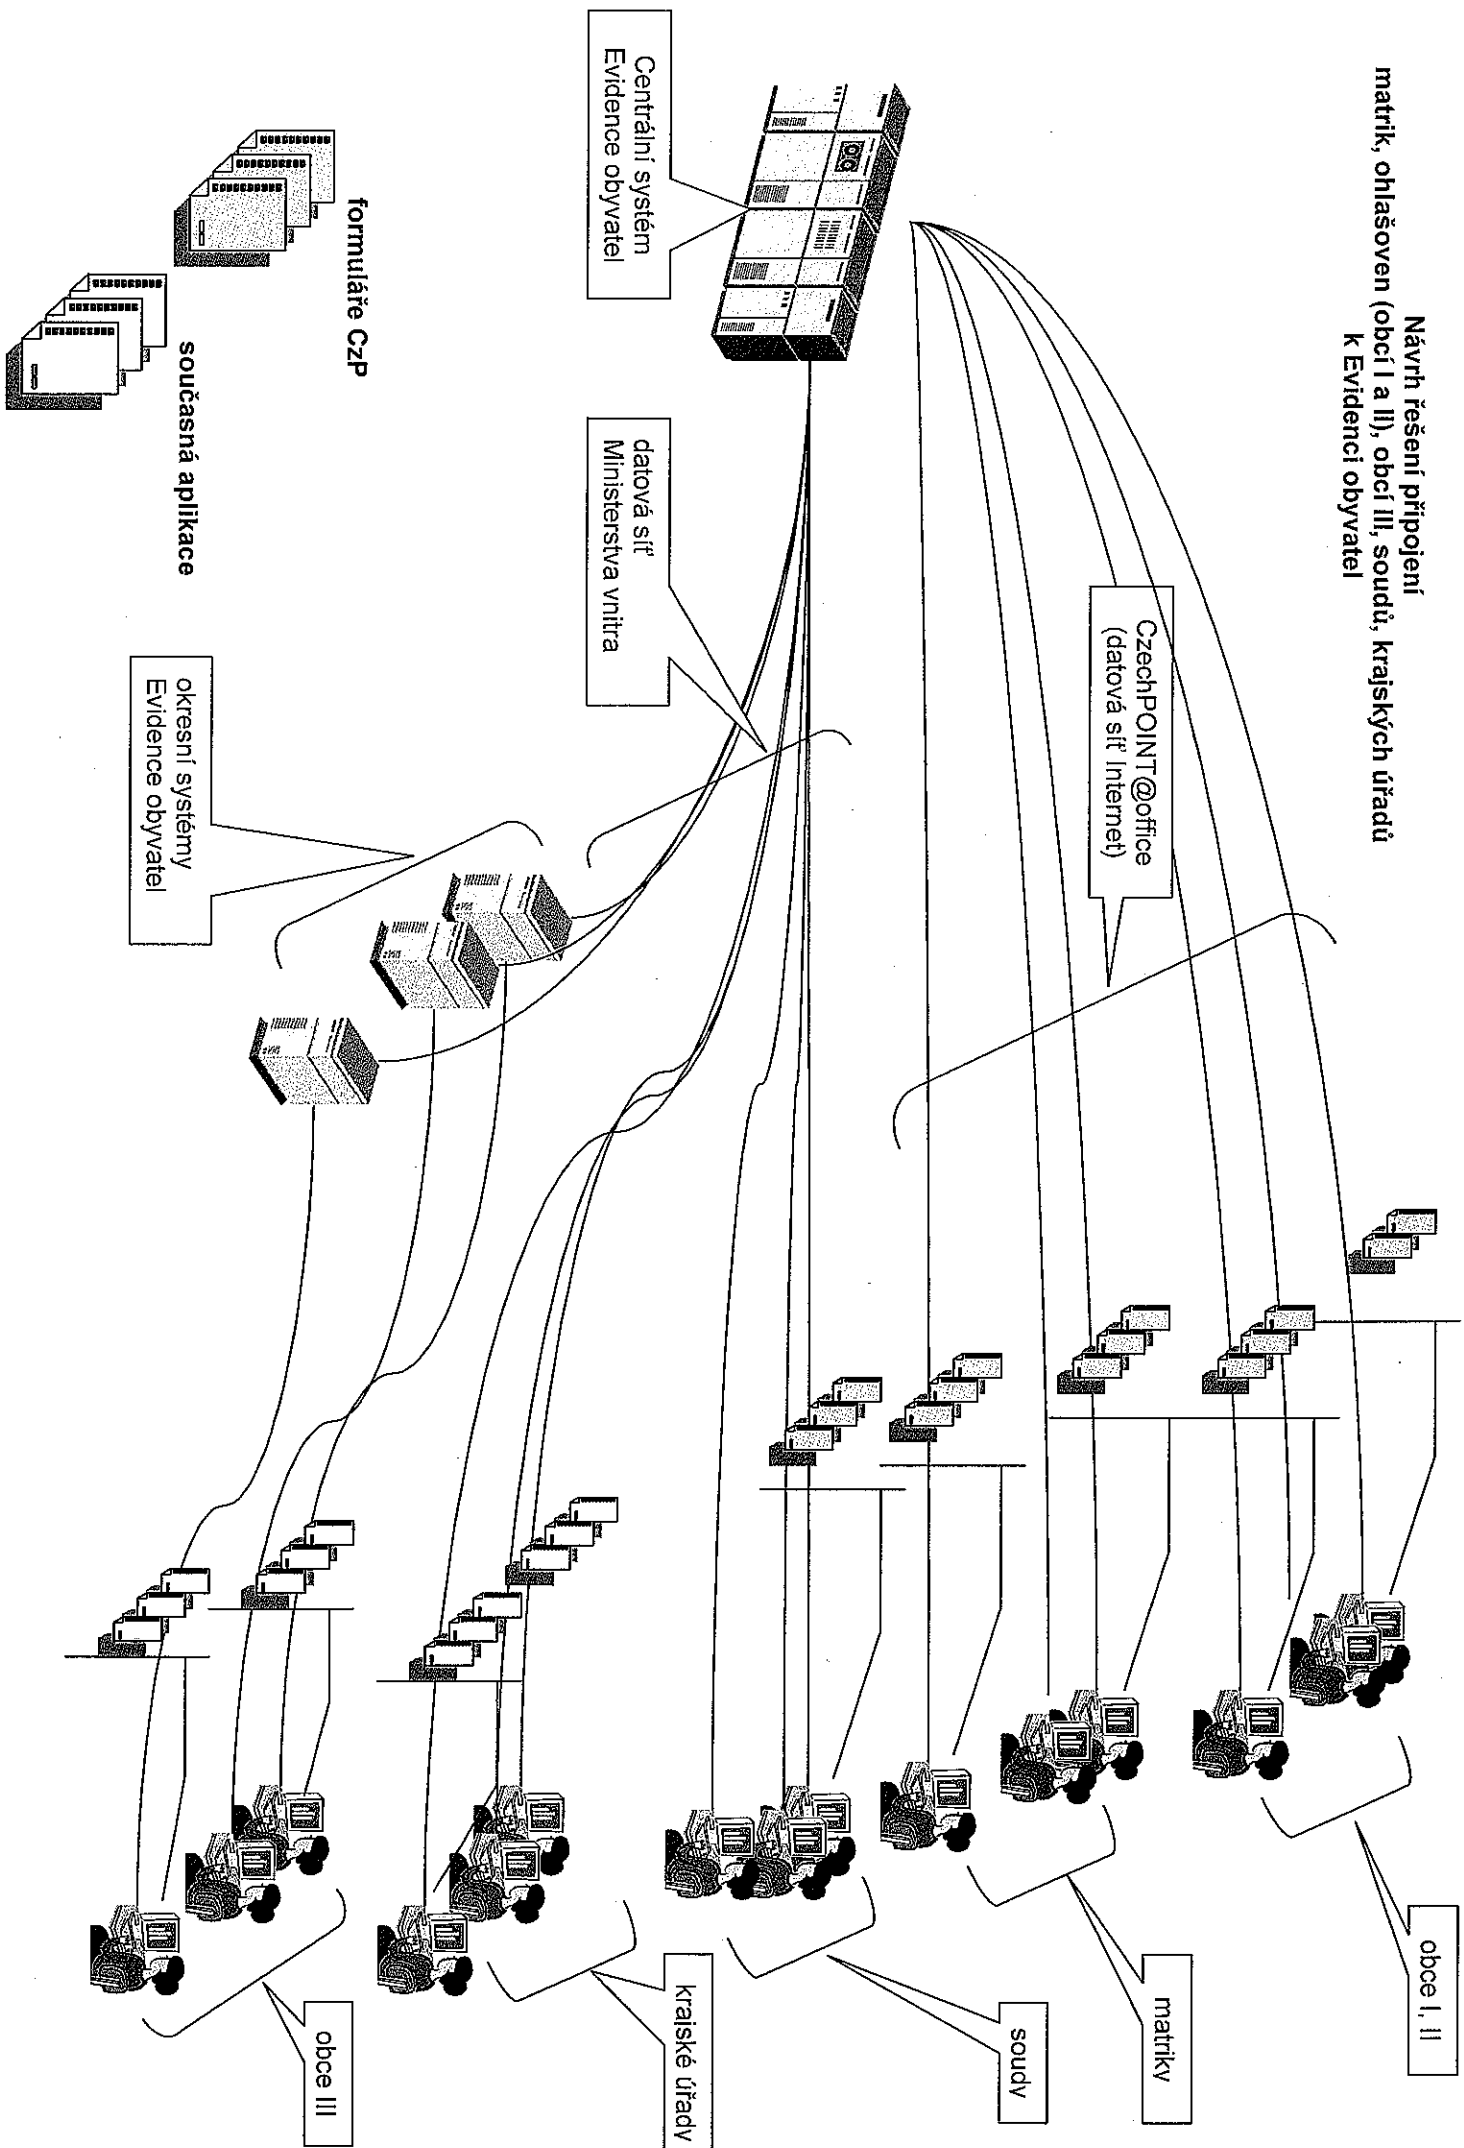 Návrh řešení připojení
matrik, ohlašoven (obcí I a II), obcí III, soudů, krajských úřadů
k Evidenci obyvatel
CzechPOINT@office
(datová síť Internet)
obce I, II
matriky
soudy
krajské úřady
obce III
Centrální systém
Evidence obyvatel
datová síť
Ministerstva vnitra
okresní systémy
Evidence obyvatel
formuláře CzP
současná aplikace